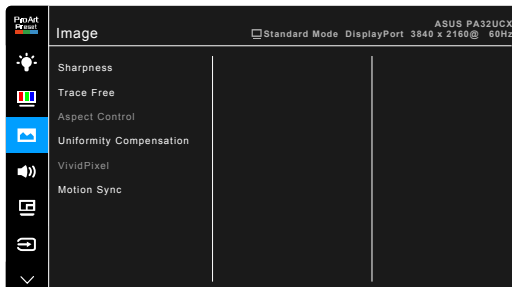 ProArt
Preset
Image
ASUS PA32UCX
Standard Mode DisplayPort 3840 x 2160@ 60Hz
Sharpness
Trace Free
Aspect Control
Uniformity Compensation
VividPixel
Motion Sync